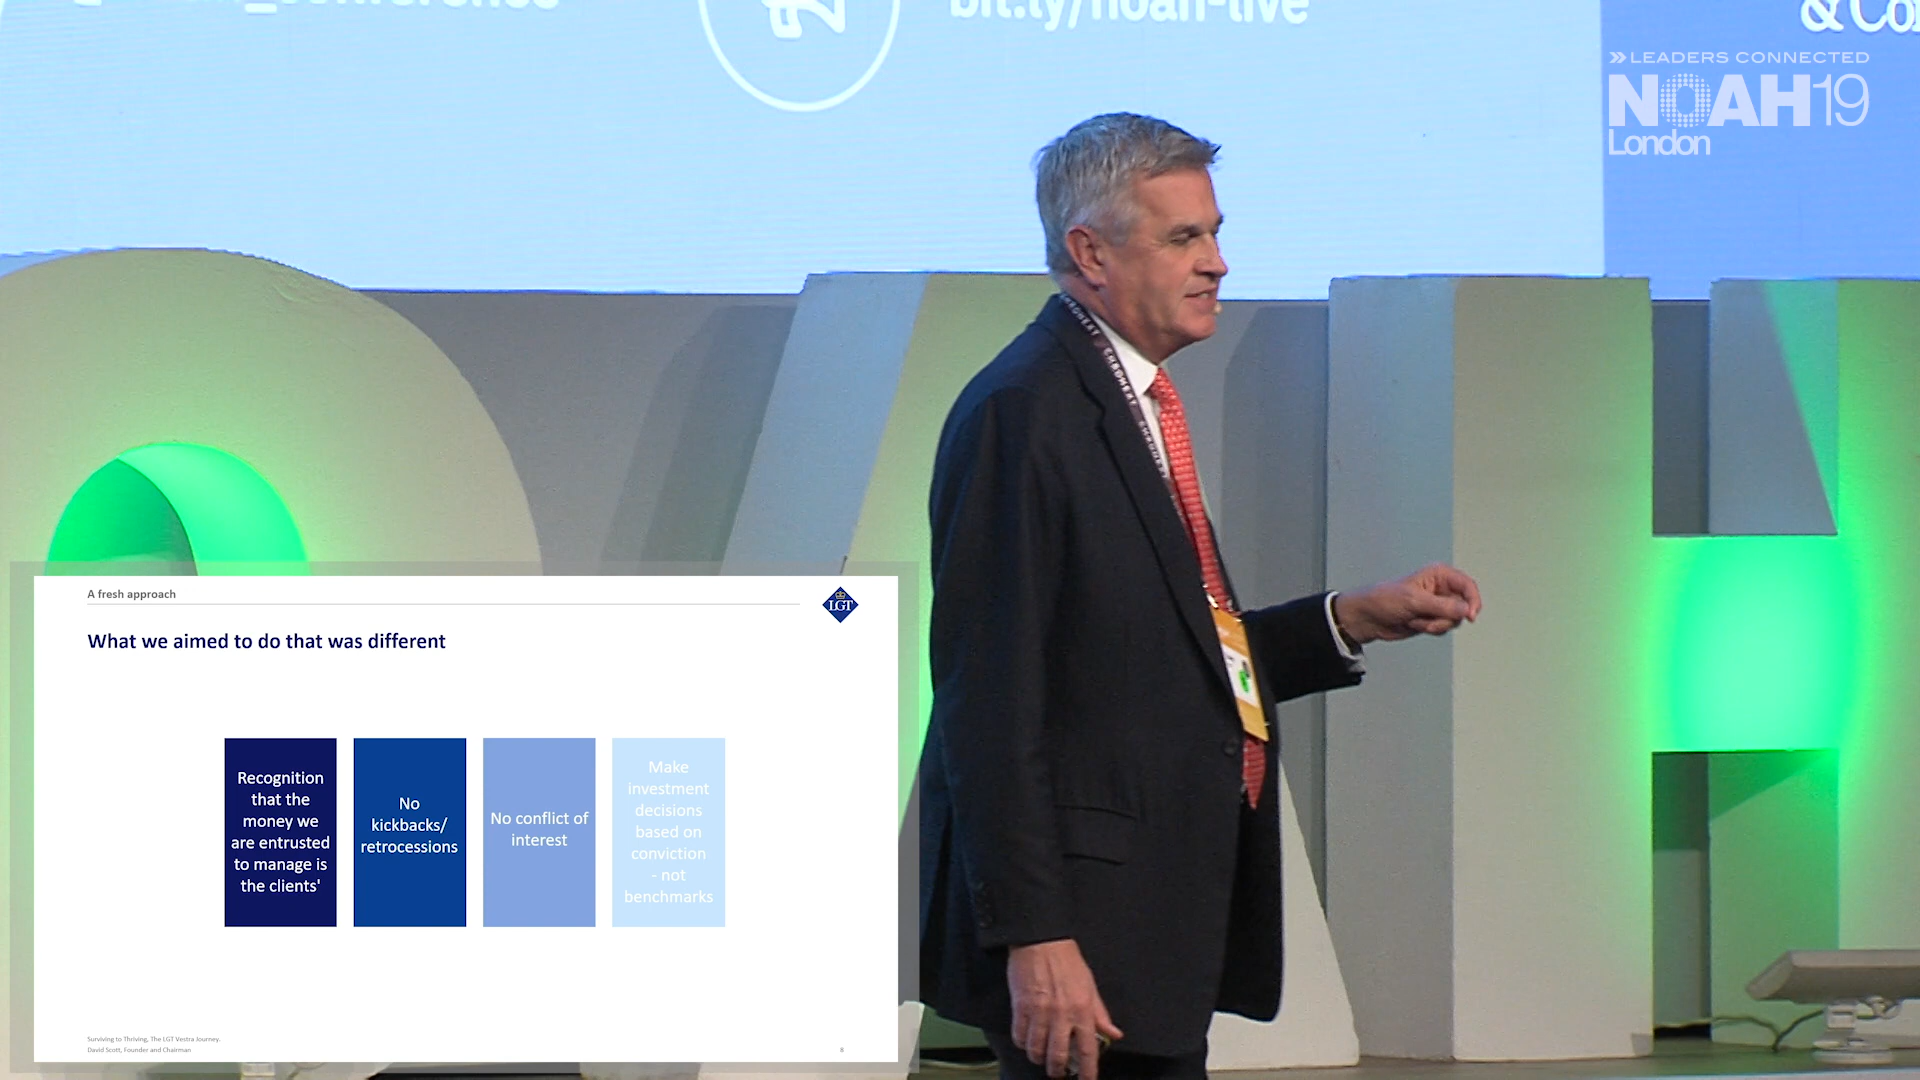 bit.ly/noah-live
LEADERS CONNECTED
NOAH19
London
CHRONEXT
A fresh approach
LGT
What we aimed to do that was different
Recognition
that the
money we
are entrusted
to manage is
the clients'
No
kickbacks/
retrocessions
No conflict of
interest
Make
investment
decisions
based on
conviction
- not
benchmarks
Surviving to Thriving, The LGT Vestra Journey.
David Scott, Founder and Chairman
8